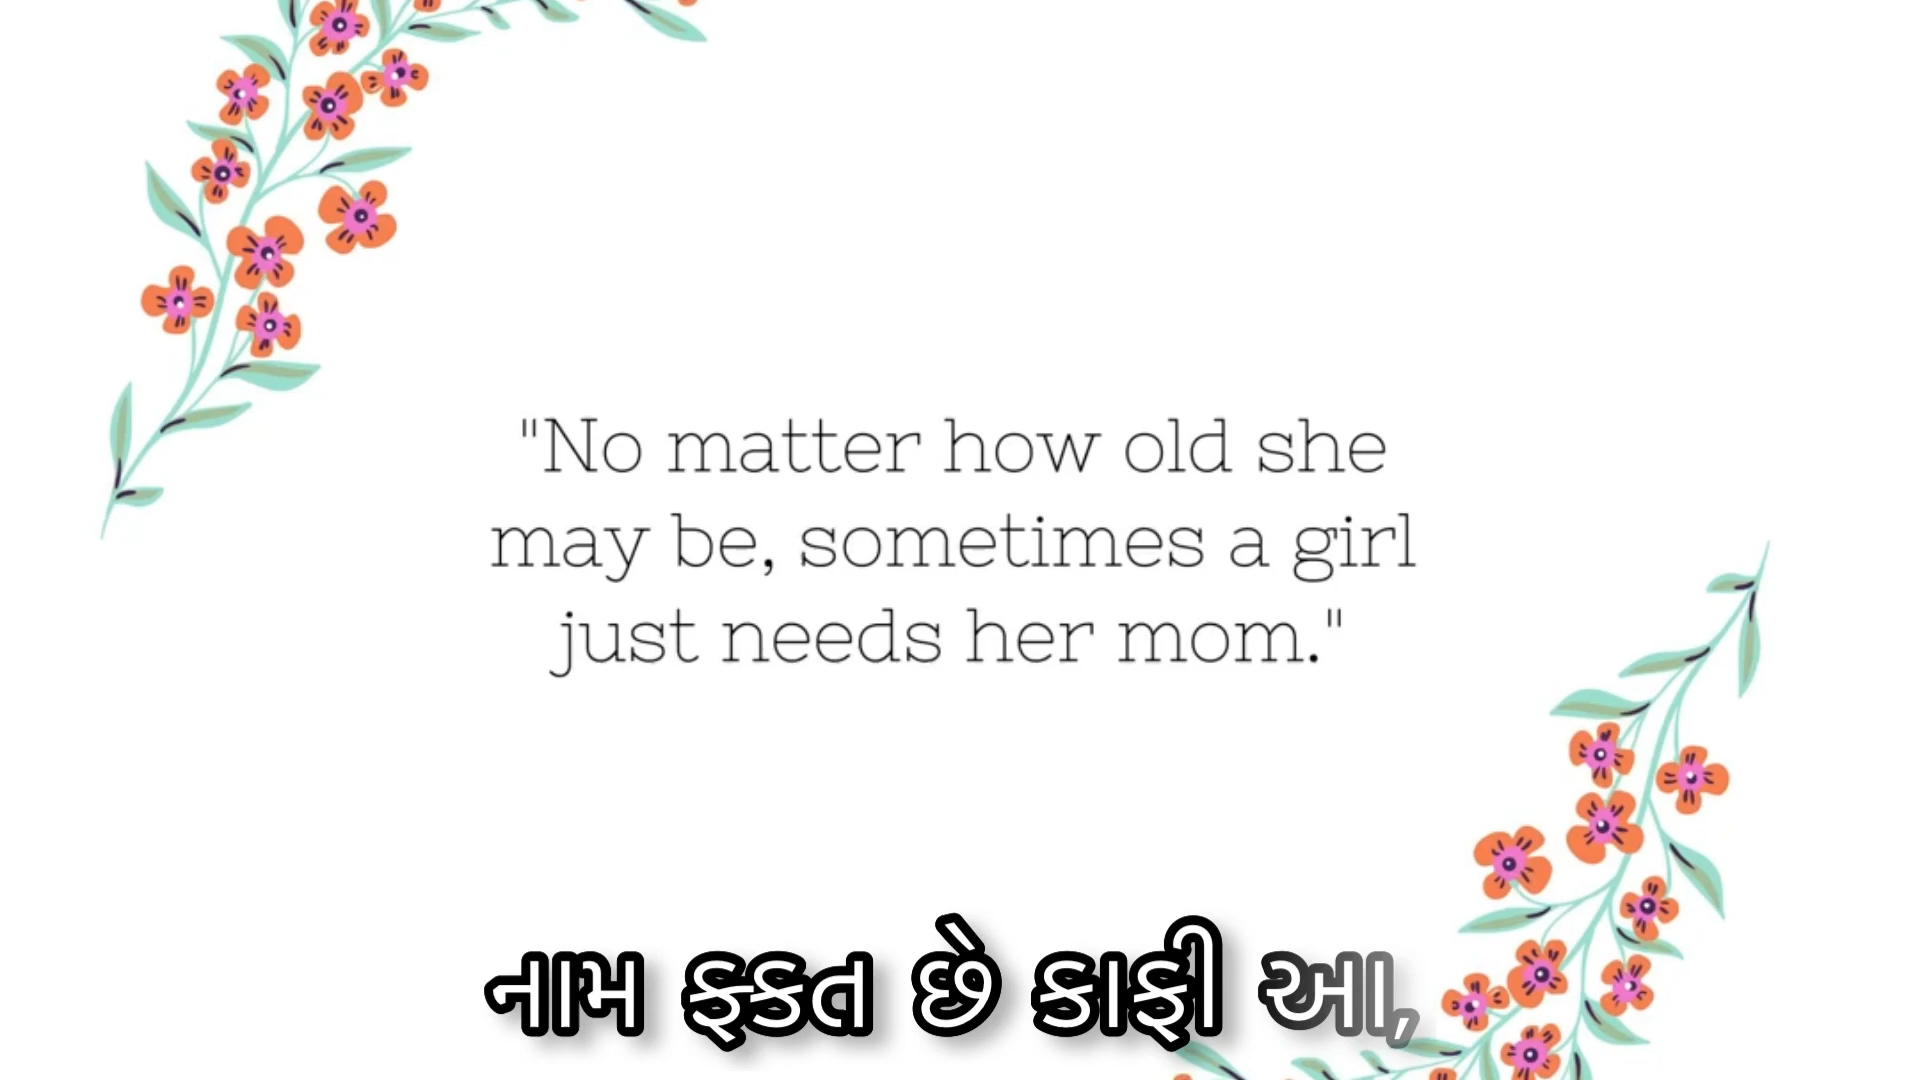 "No matter how old she
may be, sometimes a girl
just needs her mom."
નામ ફક્ત છે કાફી આ,